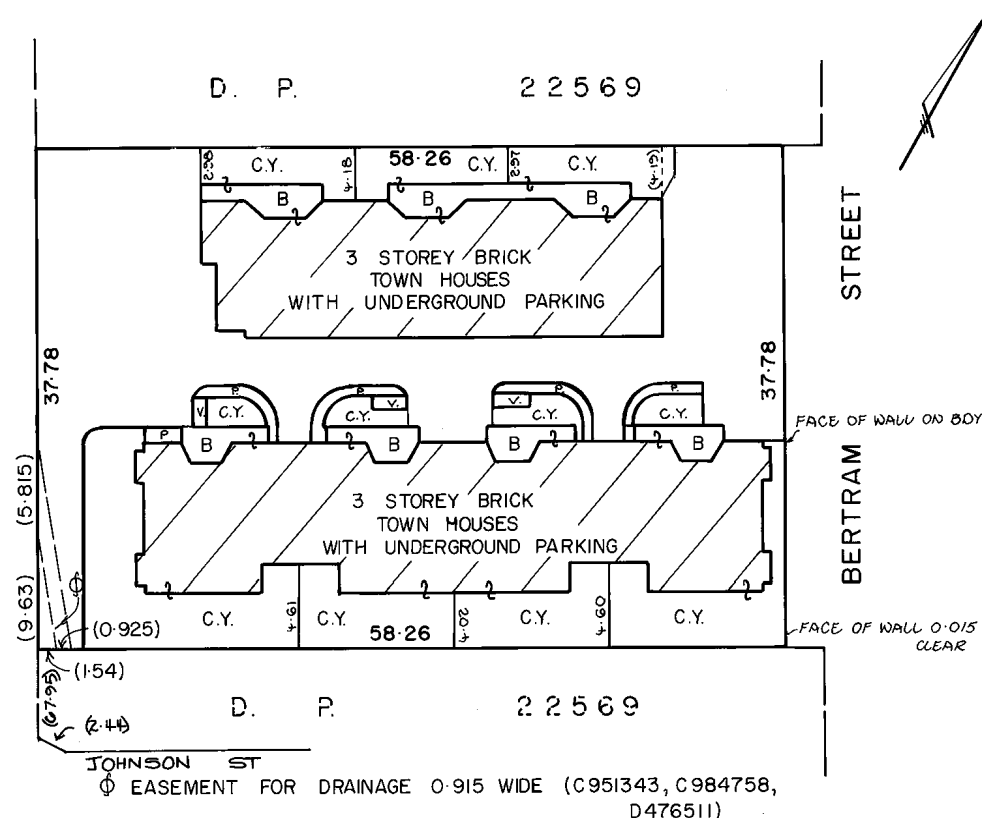 D. P. 22569
2.98 C.Y. 4.18 58.26 C.Y. 2.97 C.Y. (4.19)
B B B
3 STOREY BRICK
TOWN HOUSES
WITH UNDERGROUND PARKING
STREET
37.78
37.78
P. P. P. P.
V. C.Y. C.Y. V. V. C.Y. C.Y.
P B B B B
FACE OF WALL ON BDY
3 STOREY BRICK
TOWN HOUSES
WITH UNDERGROUND PARKING
BERTRAM
(5.815)
(9.63)
C.Y. 4.61 C.Y. 58.26 4.02 C.Y. 4.60 C.Y.
FACE OF WALL 0.015
CLEAR
(0.925)
(1.54)
(67.95)
(2.44)
D. P. 22569
JOHNSON ST
ϕ EASEMENT FOR DRAINAGE 0.915 WIDE (C951343, C984758,
D476511)